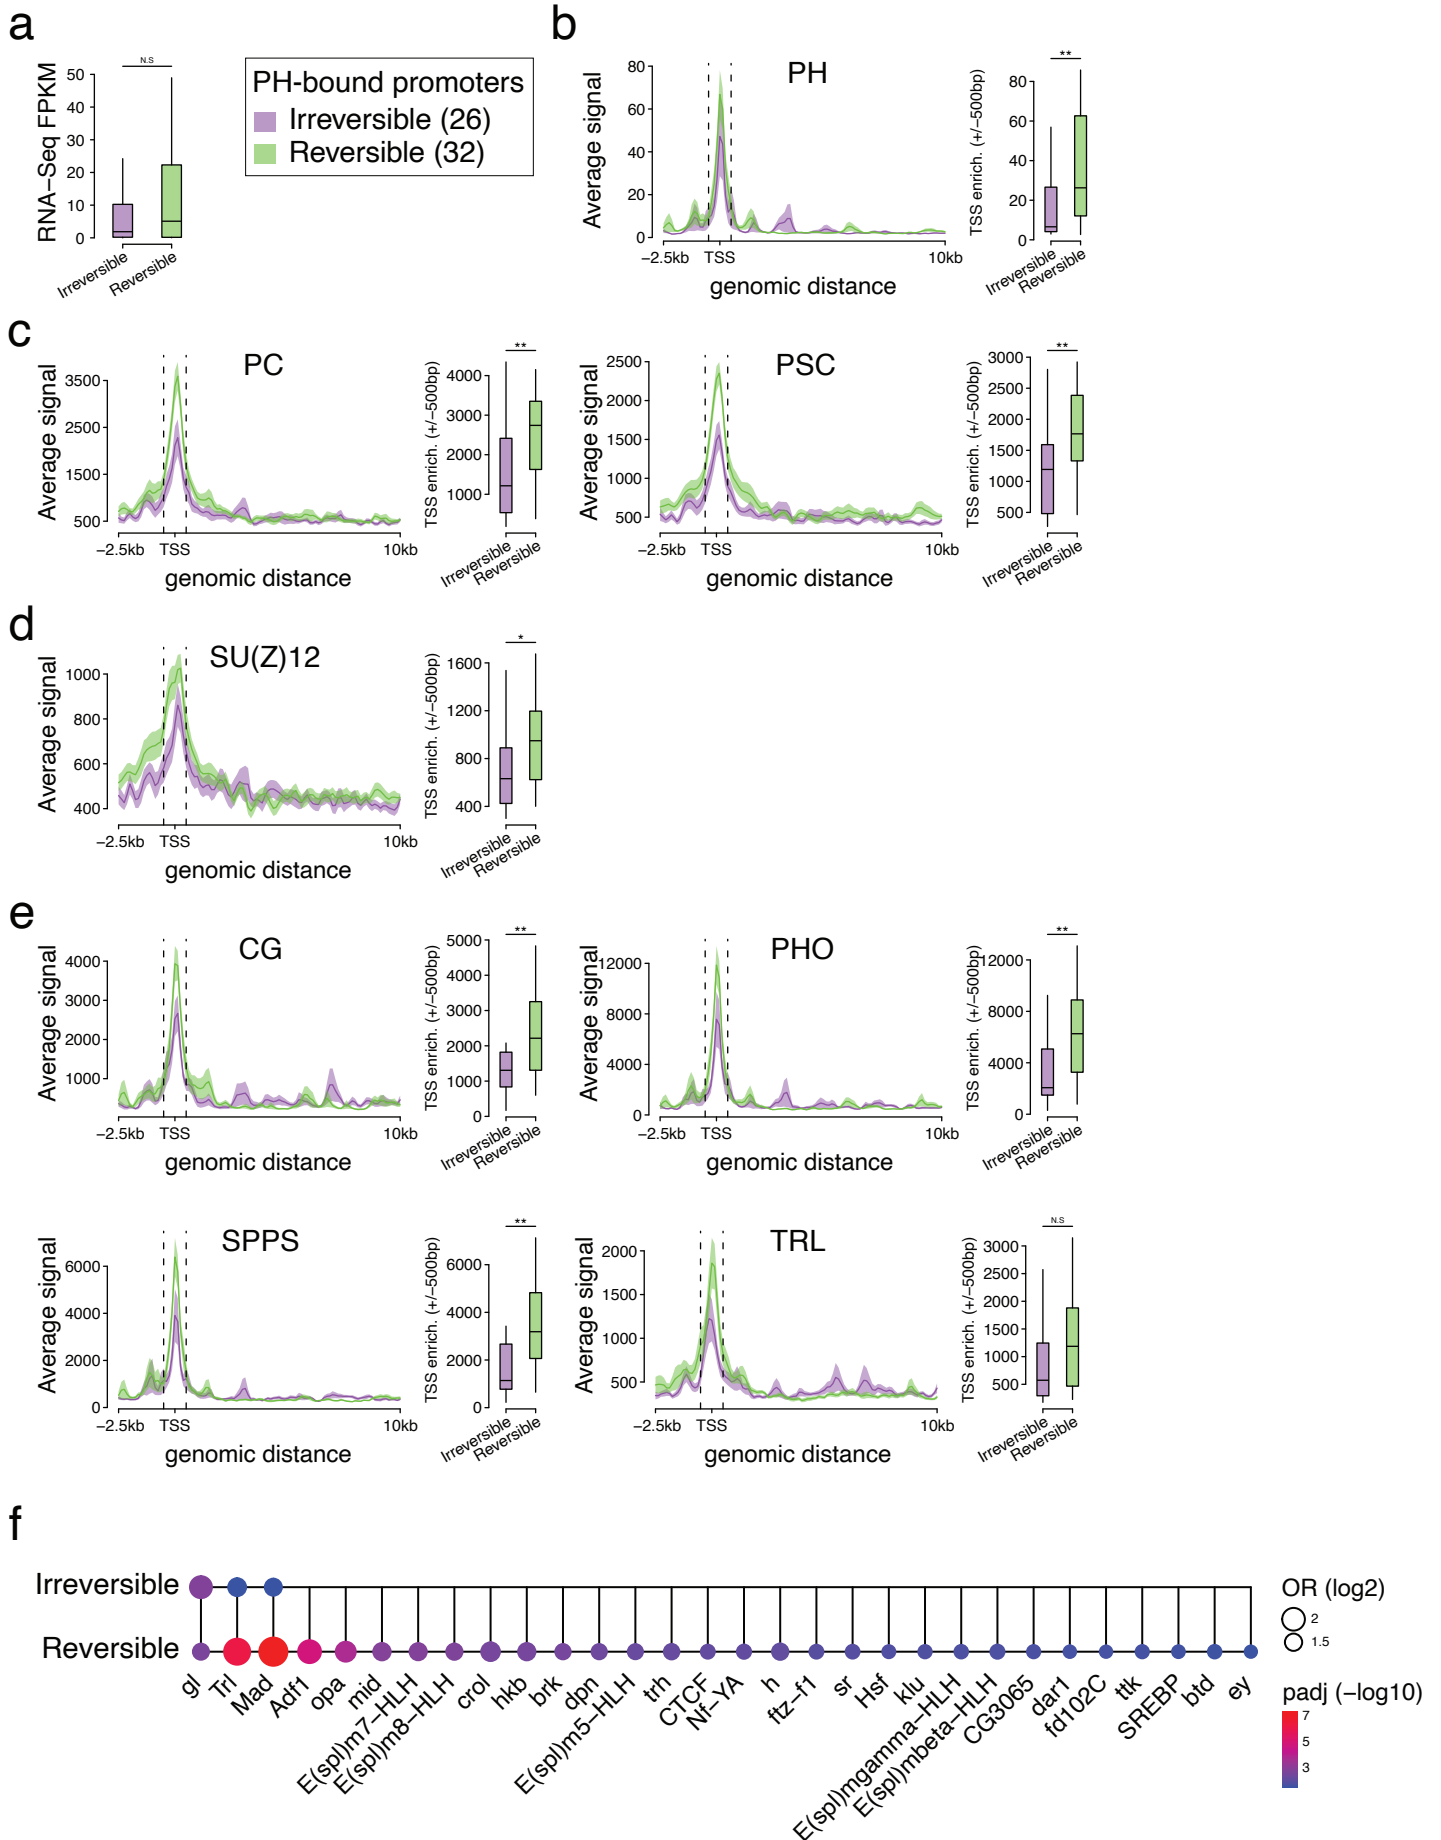 a
RNA−Seq FPKM
50
40
30
20
10
0
N.S
Irreversible
Reversible
PH-bound promoters
Irreversible (26)
Reversible (32)
b
PH
Average signal
80
60
40
20
0
−2.5kb TSS 10kb
genomic distance
TSS enrich. (+/−500bp)
80
60
40
20
0
**
Irreversible
Reversible
c
PC
Average signal
3500
2500
1500
500
−2.5kb TSS 10kb
genomic distance
TSS enrich. (+/−500bp)
4000
3000
2000
1000
**
Irreversible
Reversible
PSC
Average signal
2500
2000
1500
1000
500
−2.5kb TSS 10kb
genomic distance
TSS enrich. (+/−500bp)
3000
2500
2000
1500
1000
500
**
Irreversible
Reversible
d
SU(Z)12
Average signal
1000
800
600
400
−2.5kb TSS 10kb
genomic distance
TSS enrich. (+/−500bp)
1600
1200
800
400
*
Irreversible
Reversible
e
CG
Average signal
4000
3000
2000
1000
−2.5kb TSS 10kb
genomic distance
TSS enrich. (+/−500bp)
5000
4000
3000
2000
1000
0
**
Irreversible
Reversible
PHO
Average signal
12000
8000
4000
0
−2.5kb TSS 10kb
genomic distance
TSS enrich. (+/−500bp)
12000
8000
4000
0
**
Irreversible
Reversible
SPPS
Average signal
6000
4000
2000
0
−2.5kb TSS 10kb
genomic distance
TSS enrich. (+/−500bp)
6000
4000
2000
0
**
Irreversible
Reversible
TRL
Average signal
2000
1500
1000
500
−2.5kb TSS 10kb
genomic distance
TSS enrich. (+/−500bp)
3000
2500
2000
1500
1000
500
N.S
Irreversible
Reversible
f
Irreversible
Reversible
gl
Trl
Mad
Adf1
opa
mid
E(spl)m7−HLH
E(spl)m8−HLH
crol
hkb
brk
dpn
E(spl)m5−HLH
trh
CTCF
Nf−YA
h
ftz−f1
sr
Hsf
klu
E(spl)mgamma−HLH
E(spl)mbeta−HLH
CG3065
dar1
fd102C
ttk
SREBP
btd
ey
OR (log2)
2
1.5
padj (−log10)
7
5
3